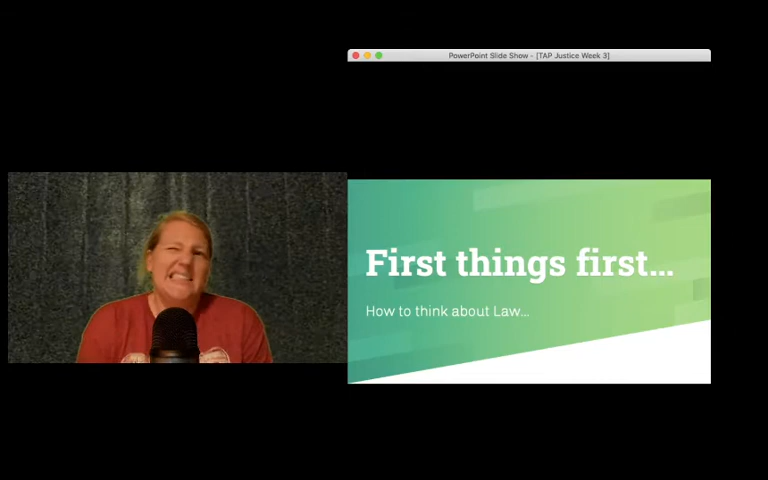 PowerPoint Slide Show - [TAP Justice Week 3]
First things first...
How to think about Law...